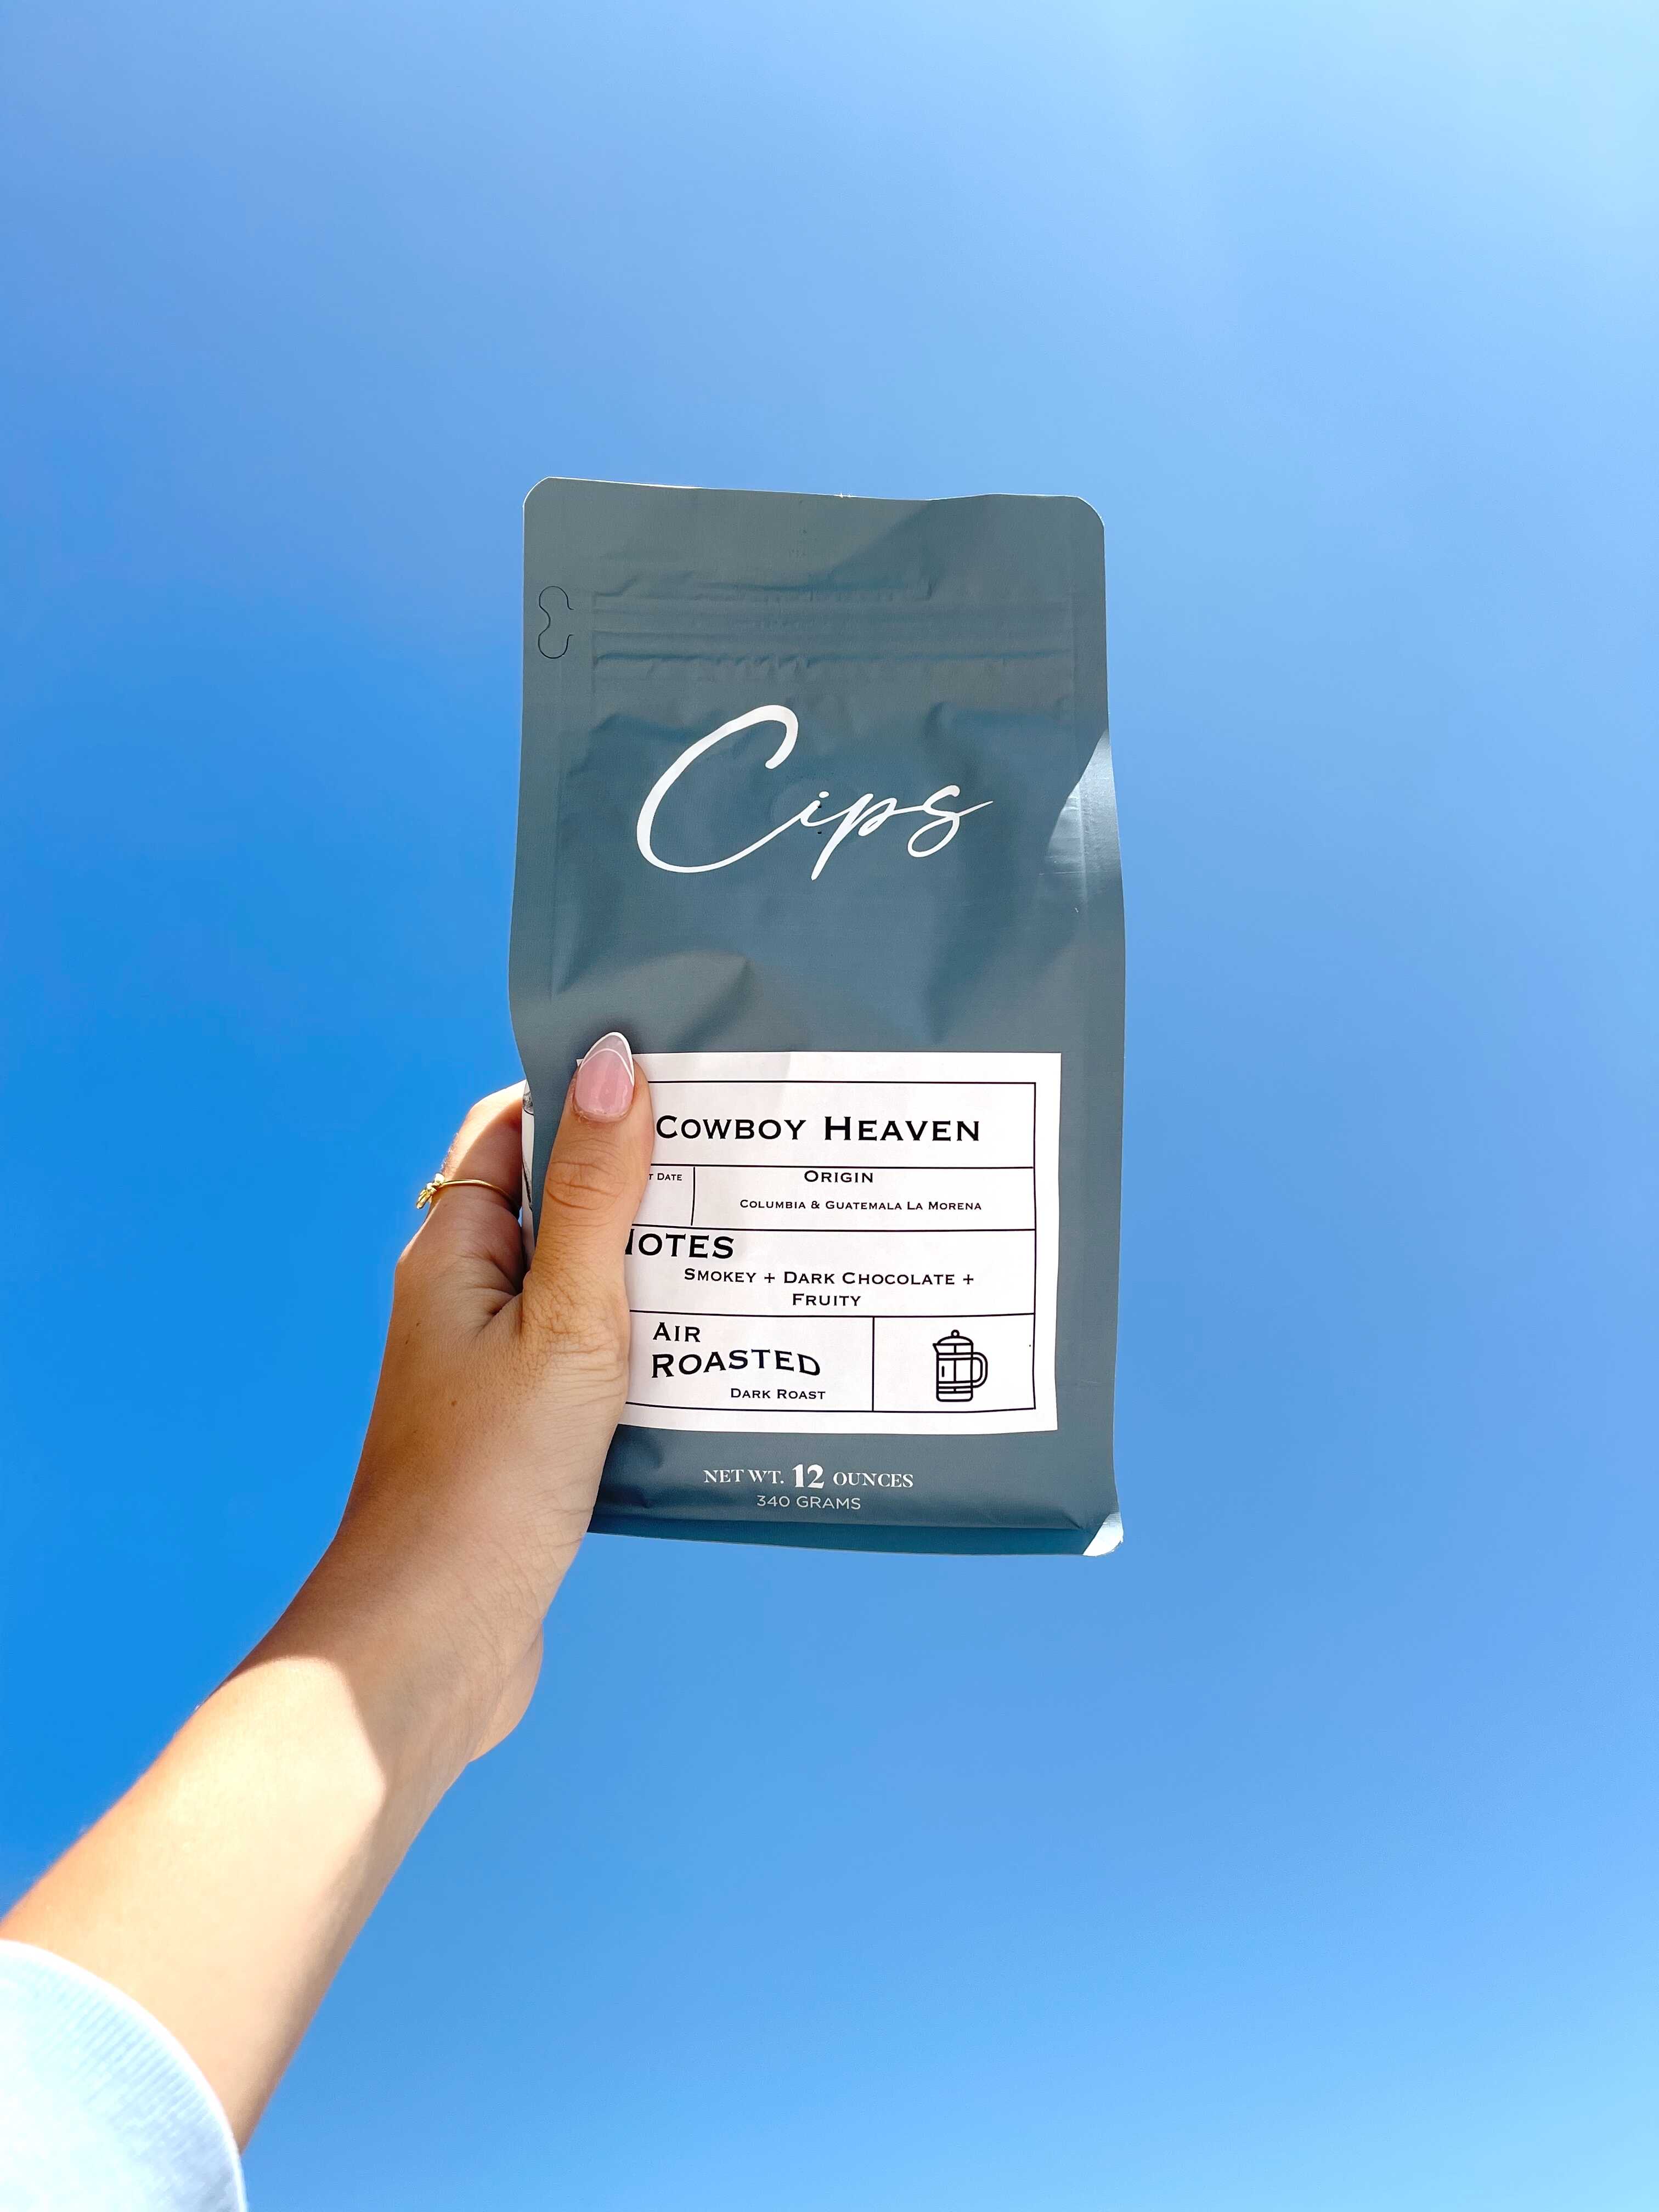 Cips
COWBOY HEAVEN
DATE
ORIGIN
COLUMBIA & GUATEMALA LA MORENA
OTES
SMOKEY + DARK CHOCOLATE +
FRUITY
AIR
ROASTED
DARK ROAST
NET WT. 12 OUNCES
340 GRAMS